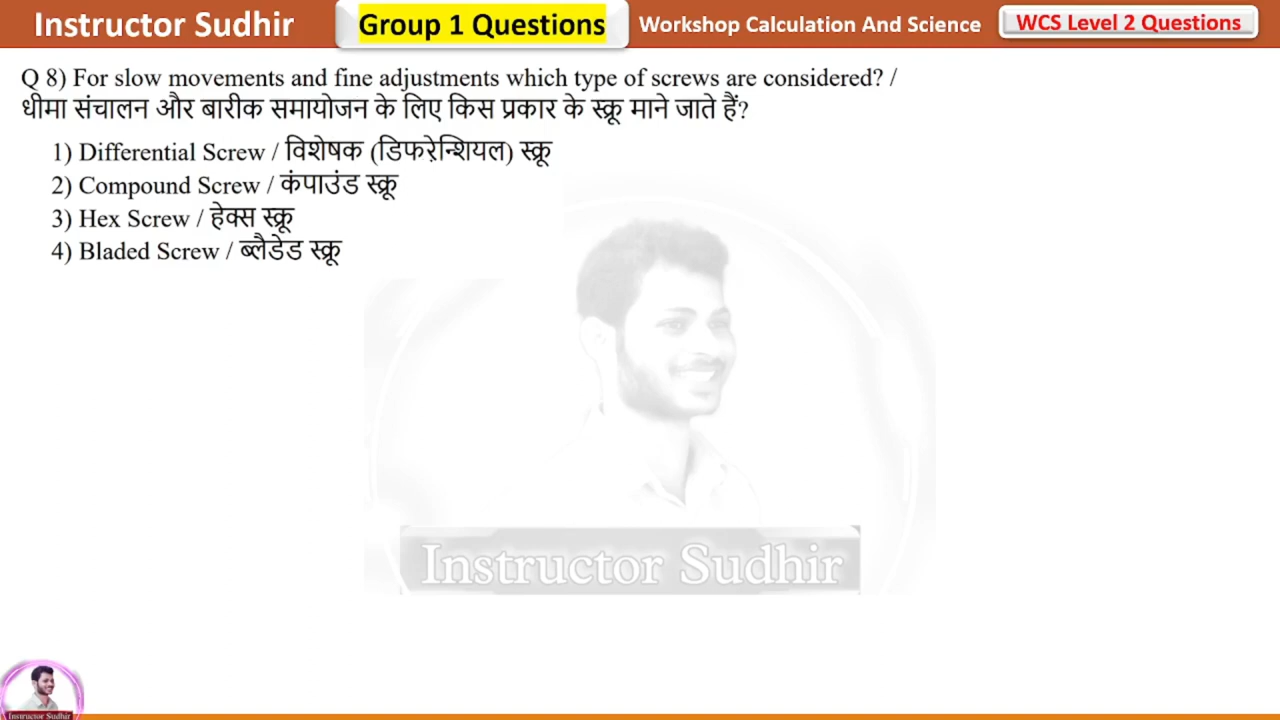 Instructor Sudhir
Group 1 Questions
Workshop Calculation And Science
WCS Level 2 Questions
Q 8) For slow movements and fine adjustments which type of screws are considered? /
धीमा संचालन और बारीक समायोजन के लिए किस प्रकार के स्क्रू माने जाते हैं?
1) Differential Screw / विशेषक (डिफरे़न्शियल) स्क्रू
2) Compound Screw / कंपाउंड स्क्रू
3) Hex Screw / हेक्स स्क्रू
4) Bladed Screw / ब्लैडेड स्क्रू
Instructor Sudhir
Instructor Sudhir